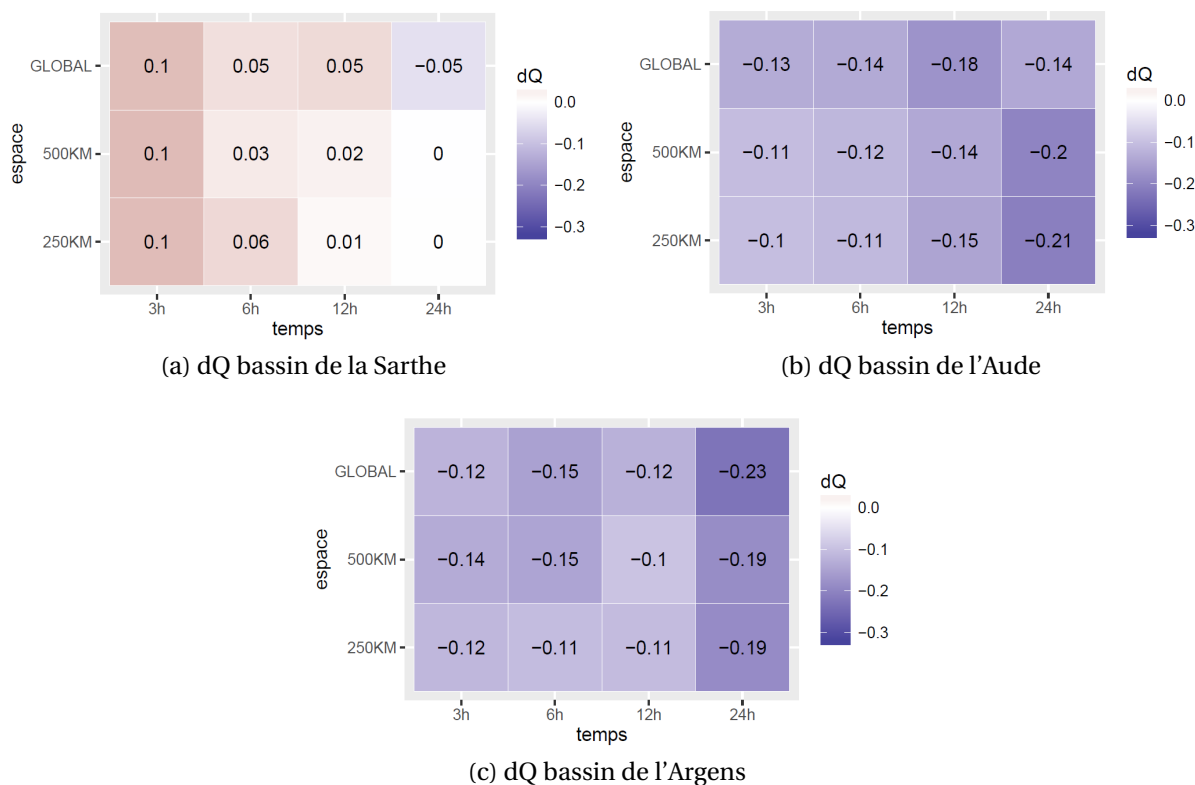 GLOBAL
500KM
250KM
espace
0.1
0.05
0.05
−0.05
0.1
0.03
0.02
0
0.1
0.06
0.01
0
3h
6h
12h
24h
temps
dQ
0.0
−0.1
−0.2
−0.3
(a) dQ bassin de la Sarthe
GLOBAL
500KM
250KM
espace
−0.13
−0.14
−0.18
−0.14
−0.11
−0.12
−0.14
−0.2
−0.1
−0.11
−0.15
−0.21
3h
6h
12h
24h
temps
dQ
0.0
−0.1
−0.2
−0.3
(b) dQ bassin de l'Aude
GLOBAL
500KM
250KM
espace
−0.12
−0.15
−0.12
−0.23
−0.14
−0.15
−0.1
−0.19
−0.12
−0.11
−0.11
−0.19
3h
6h
12h
24h
temps
dQ
0.0
−0.1
−0.2
−0.3
(c) dQ bassin de l'Argens